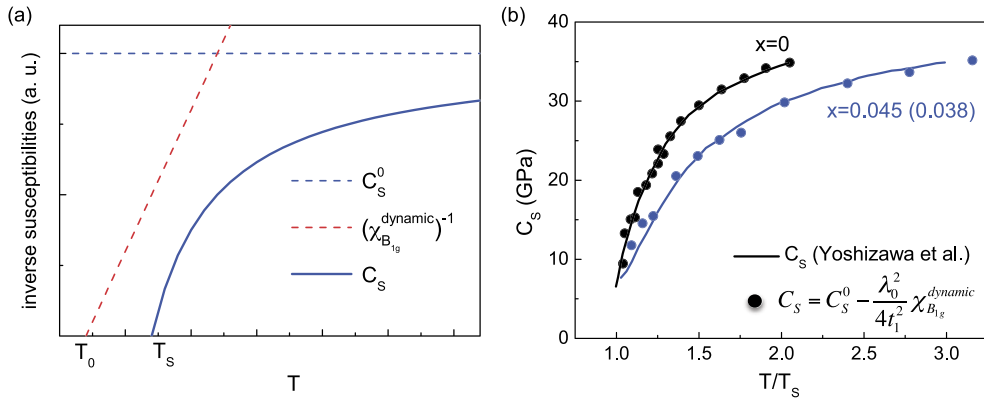 (a)
inverse susceptibilities (a. u.)
C_S^0
(χ_{B_{1g}}^{dynamic})^{-1}
C_S
T_0
T_S
T
(b)
40
30
20
10
0
C_S (GPa)
x=0
x=0.045 (0.038)
C_S (Yoshizawa et al.)
C_S = C_S^0 - \frac{λ_0^2}{4t_1^2} χ_{B_{1g}}^{dynamic}
1.0 1.5 2.0 2.5 3.0
T/T_S